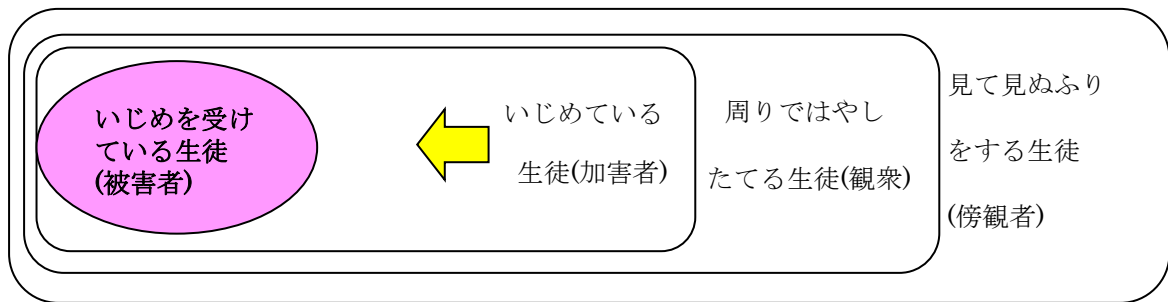 いじめを受け
ている生徒
(被害者)
いじめている
生徒(加害者)
周りではやし
たてる生徒(観衆)
見て見ぬふり
をする生徒
(傍観者)